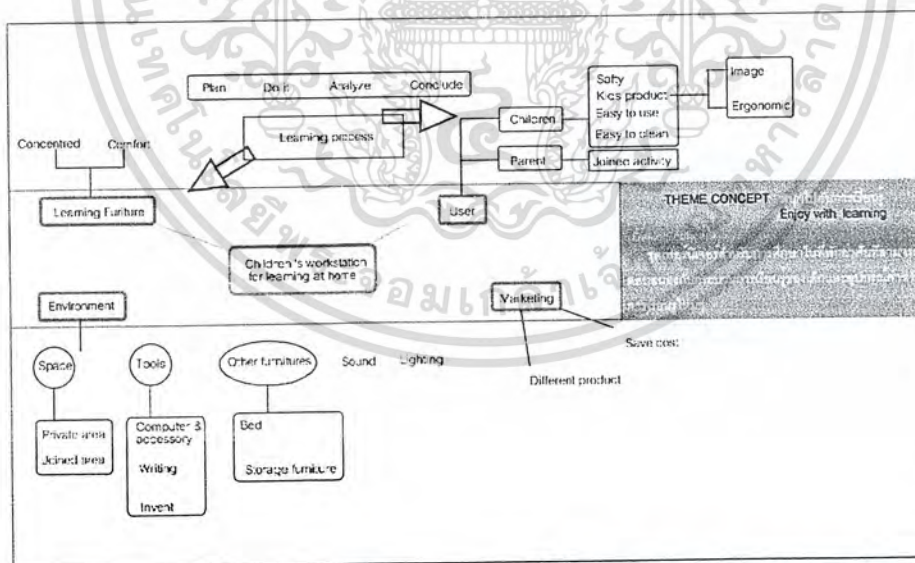 Plan Do it Analyze Conclude
Learning process
Concentred Comfort
Learning Furiture
Children
Parent
User
Safty
Kids product
Easy to use
Easy to clean
Joined activity
Image
Ergonomic
THEME CONCEPT
Enjoy with learning
Children's workstation
for learning at home
Environment
Marketing
Save cost
Different product
Space
Tools
Other furnitures
Sound
Lighting
Private area
Joined area
Computer &
accessory
Writing
Invent
Bed
Storage furniture